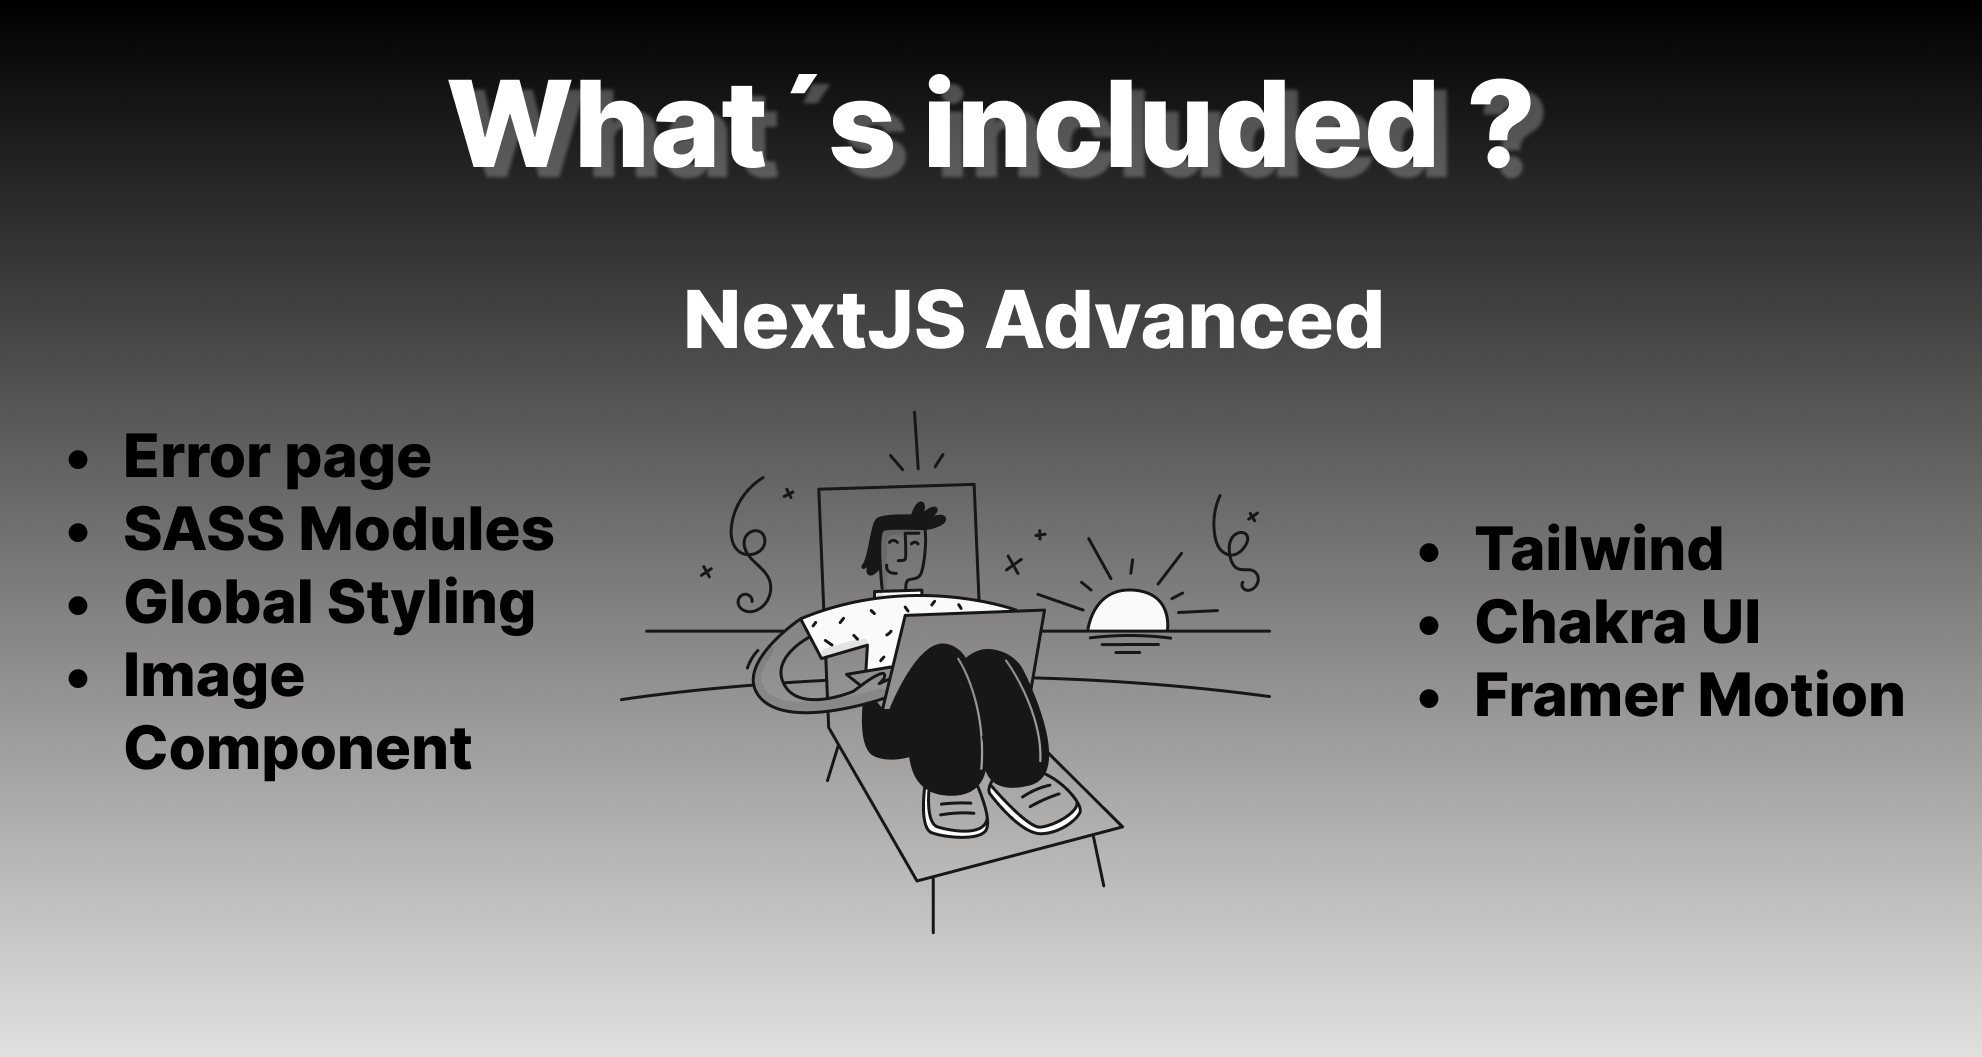 What´s included ?
NextJS Advanced
• Error page
• SASS Modules
• Global Styling
• Image
Component
• Tailwind
• Chakra UI
• Framer Motion